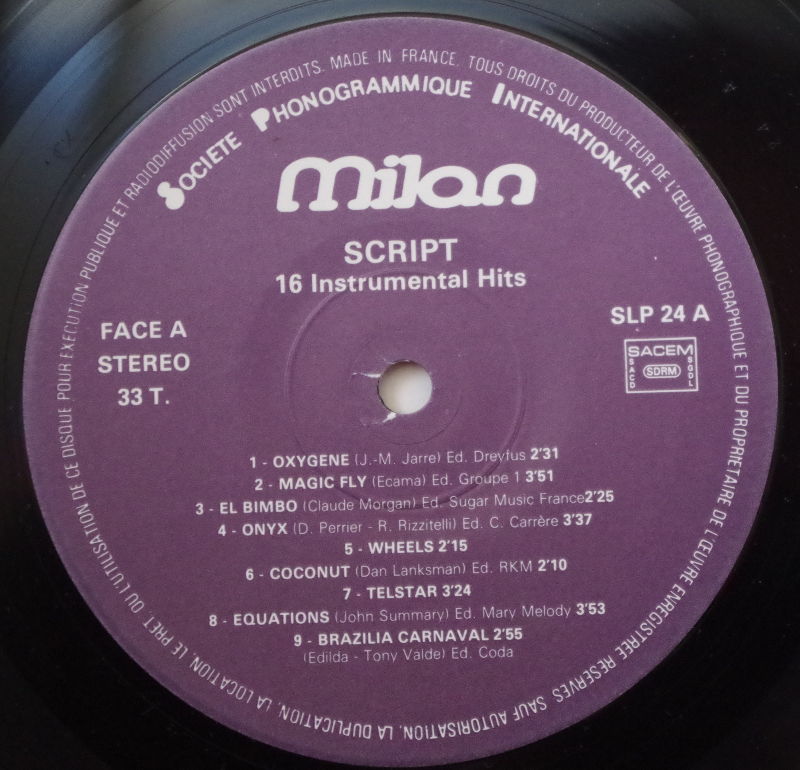 TOUS DROITS DU PRODUCTEUR DE L'ŒUVRE PHONOGRAPHIQUE ET DU PROPRIETAIRE DE L'ŒUVRE ENREGISTREE RESERVES. SAUF AUTORISATION, LA DUPLICATION, LA LOCATION, LE PRET, OU L'UTILISATION DE CE DISQUE POUR EXECUTION PUBLIQUE ET RADIODIFFUSION SONT INTERDITS. MADE IN FRANCE.
SOCIETE PHONOGRAMMIQUE INTERNATIONALE
Milan
SCRIPT
16 Instrumental Hits
FACE A
STEREO
33 T.
SLP 24 A
SACEM
SACD
SDRM
SGDL
1 - OXYGENE (J.-M. Jarre) Ed. Dreyfus 2'31
2 - MAGIC FLY (Ecama) Ed. Groupe 1 3'51
3 - EL BIMBO (Claude Morgan) Ed. Sugar Music France 2'25
4 - ONYX (D. Perrier - R. Rizzitelli) Ed. C. Carrère 3'37
5 - WHEELS 2'15
6 - COCONUT (Dan Lanksman) Ed. RKM 2'10
7 - TELSTAR 3'24
8 - EQUATIONS (John Summary) Ed. Mary Melody 3'53
9 - BRAZILIA CARNAVAL 2'55
(Edilda - Tony Valde) Ed. Coda